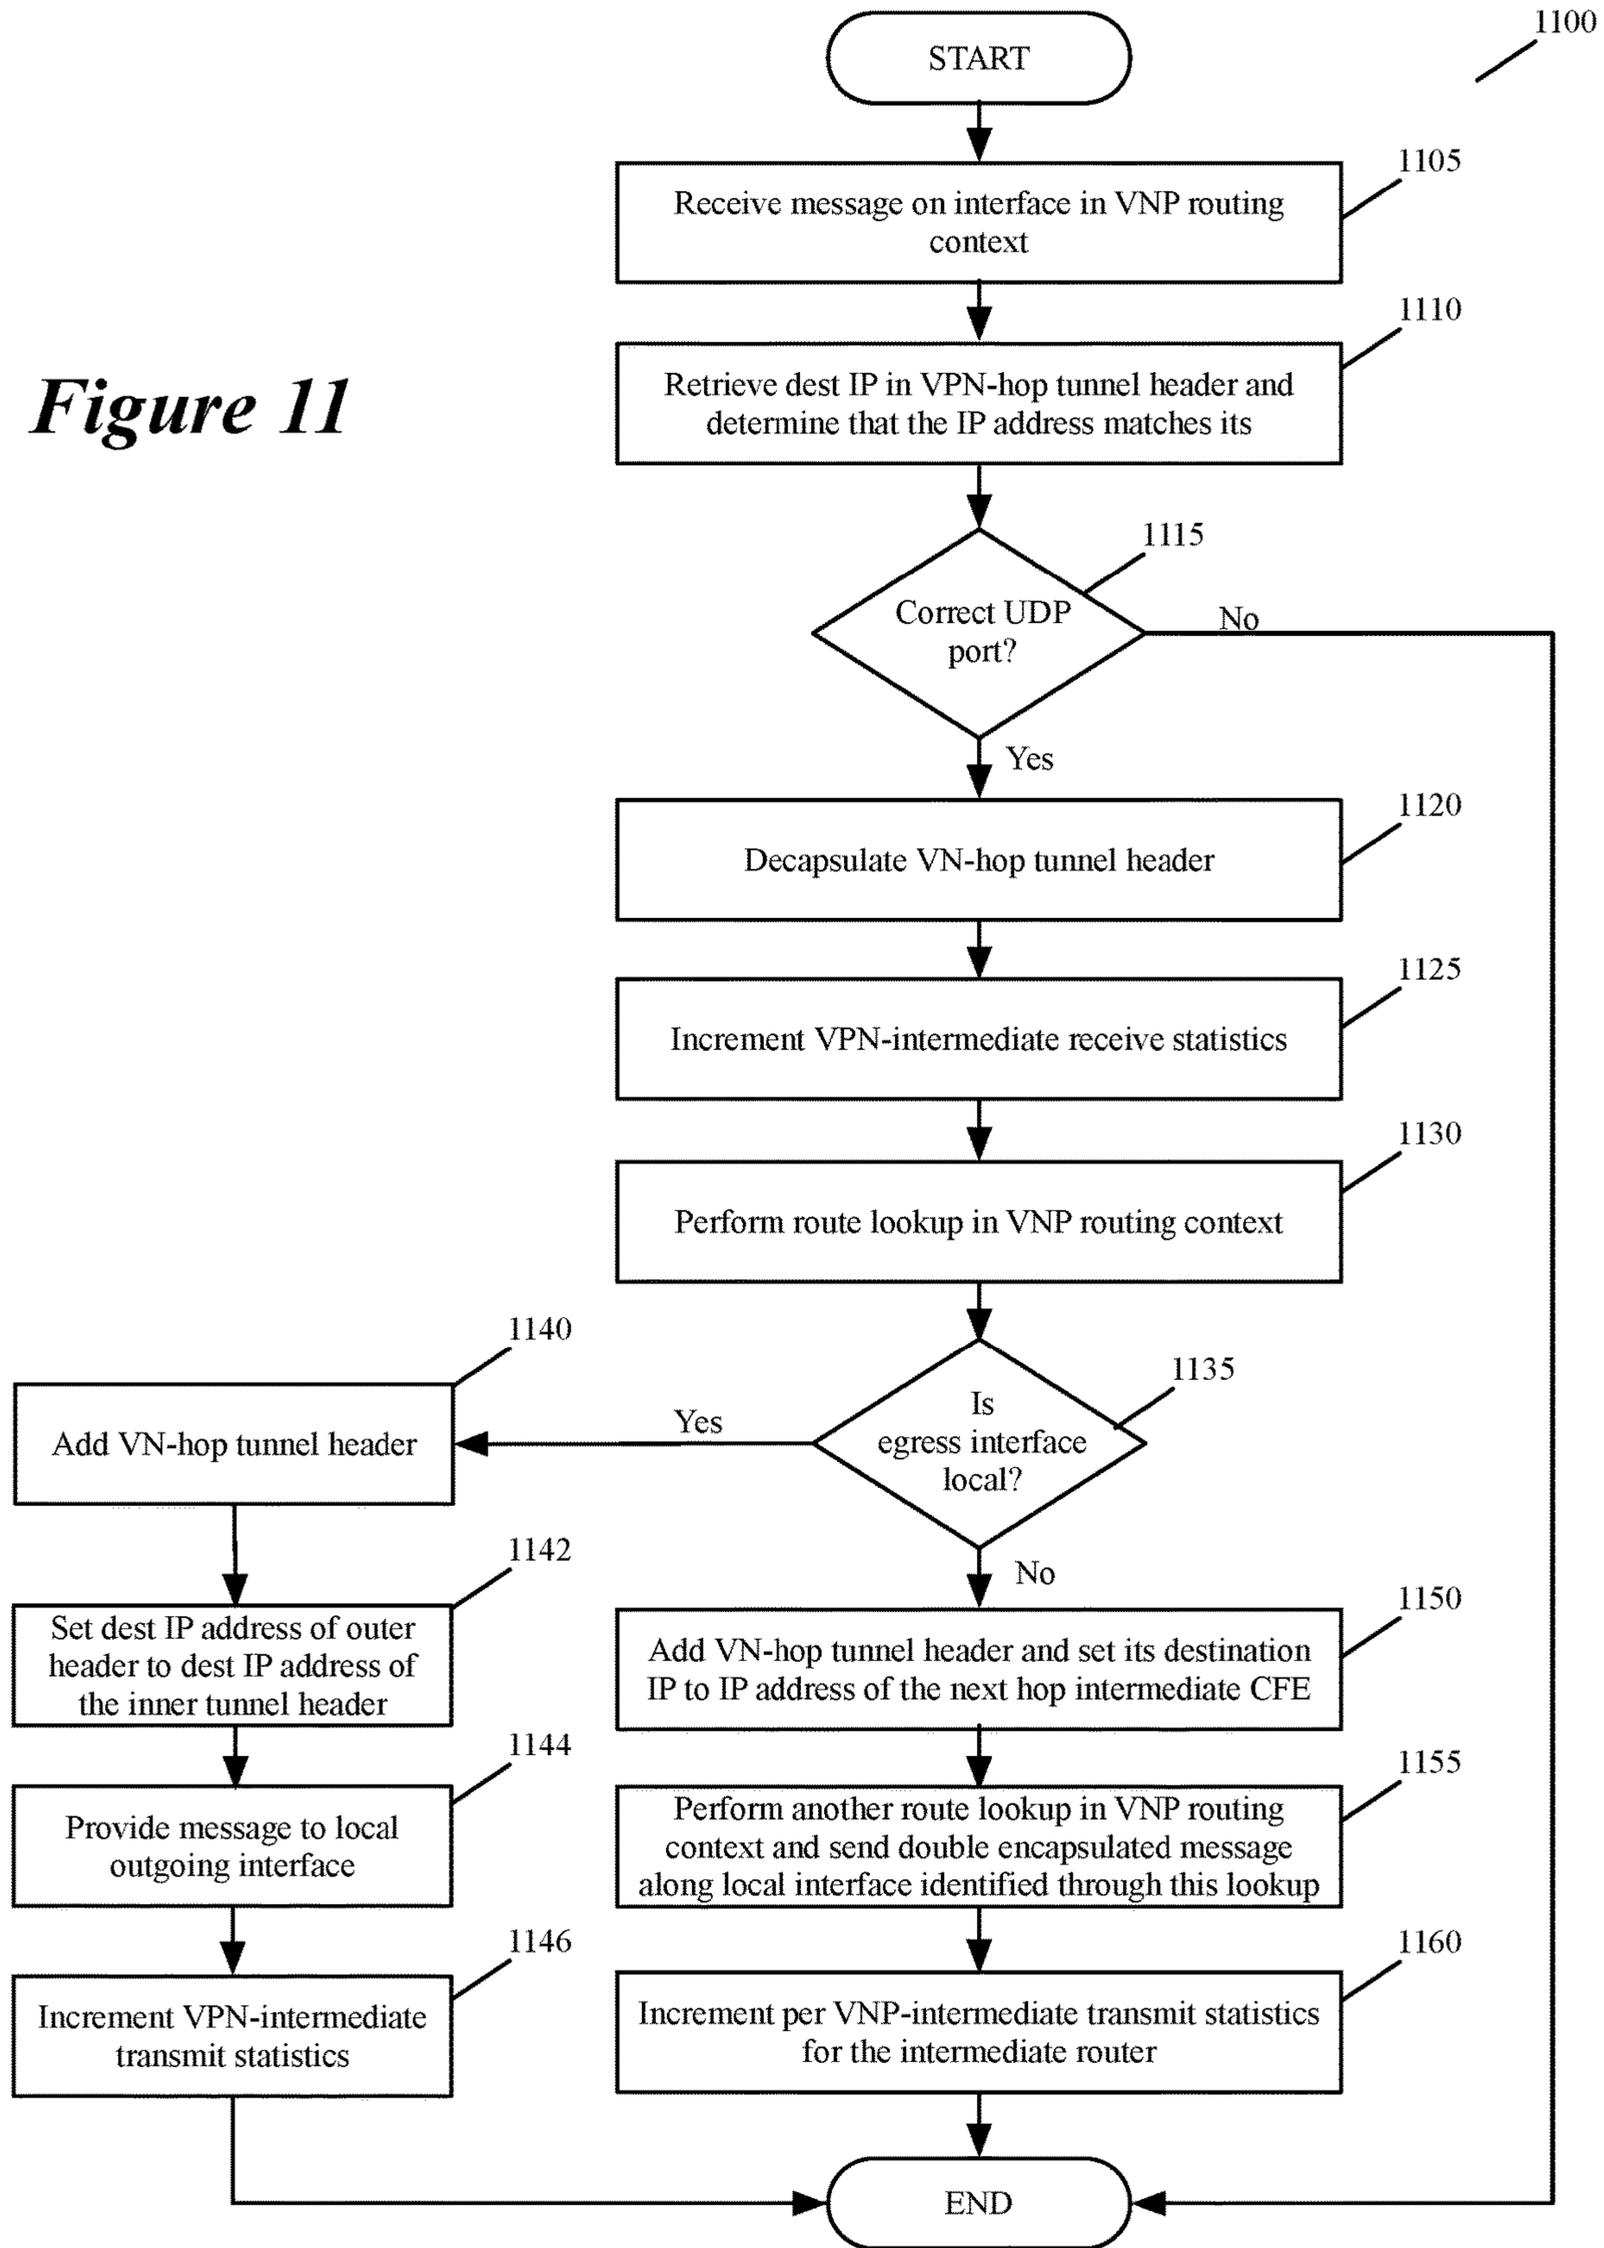 1100
START
1105
Receive message on interface in VNP routing
context
1110
Retrieve dest IP in VPN-hop tunnel header and
determine that the IP address matches its
Figure 11
1115
Correct UDP
port?
No
Yes
1120
Decapsulate VN-hop tunnel header
1125
Increment VPN-intermediate receive statistics
1130
Perform route lookup in VNP routing context
1135
Is
egress interface
local?
Yes
1140
Add VN-hop tunnel header
1142
Set dest IP address of outer
header to dest IP address of
the inner tunnel header
1144
Provide message to local
outgoing interface
1146
Increment VPN-intermediate
transmit statistics
No
1150
Add VN-hop tunnel header and set its destination
IP to IP address of the next hop intermediate CFE
1155
Perform another route lookup in VNP routing
context and send double encapsulated message
along local interface identified through this lookup
1160
Increment per VNP-intermediate transmit statistics
for the intermediate router
END